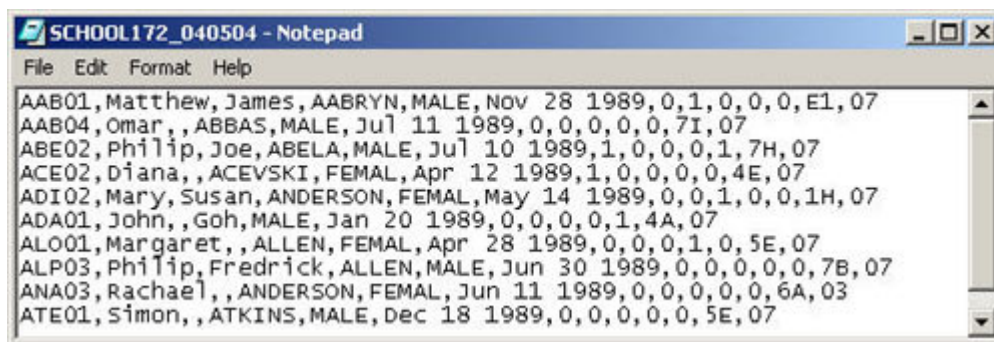 SCHOOL172_040504 - Notepad
File Edit Format Help
AAB01,Matthew,James,AABRYN,MALE,Nov 28 1989,0,1,0,0,0,E1,07
AAB04,Omar,,ABBAS,MALE,Jul 11 1989,0,0,0,0,0,7I,07
ABE02,Philip,Joe,ABELA,MALE,Jul 10 1989,1,0,0,0,1,7H,07
ACE02,Diana,,ACEVSKI,FEMAL,Apr 12 1989,1,0,0,0,0,4E,07
ADI02,Mary,Susan,ANDERSON,FEMAL,May 14 1989,0,0,1,0,0,1H,07
ADA01,John,,Goh,MALE,Jan 20 1989,0,0,0,0,1,4A,07
ALO01,Margaret,,ALLEN,FEMAL,Apr 28 1989,0,0,0,1,0,5E,07
ALP03,Philip,Fredrick,ALLEN,MALE,Jun 30 1989,0,0,0,0,0,7B,07
ANA03,Rachael,,ANDERSON,FEMAL,Jun 11 1989,0,0,0,0,0,6A,03
ATE01,Simon,,ATKINS,MALE,Dec 18 1989,0,0,0,0,0,5E,07